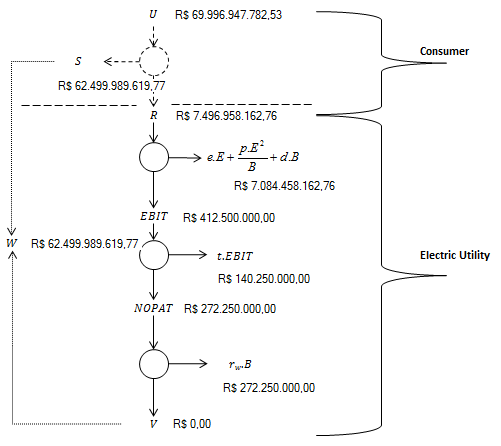 U R$ 69.996.947.782,53
Consumer
S
R$ 62.499.989.619,77
R R$ 7.496.958.162,76
e.E + p.E²/B + d.B
R$ 7.084.458.162,76
EBIT R$ 412.500.000,00
W R$ 62.499.989.619,77
t.EBIT
Electric Utility
R$ 140.250.000,00
NOPAT R$ 272.250.000,00
r_w.B
R$ 272.250.000,00
V R$ 0,00